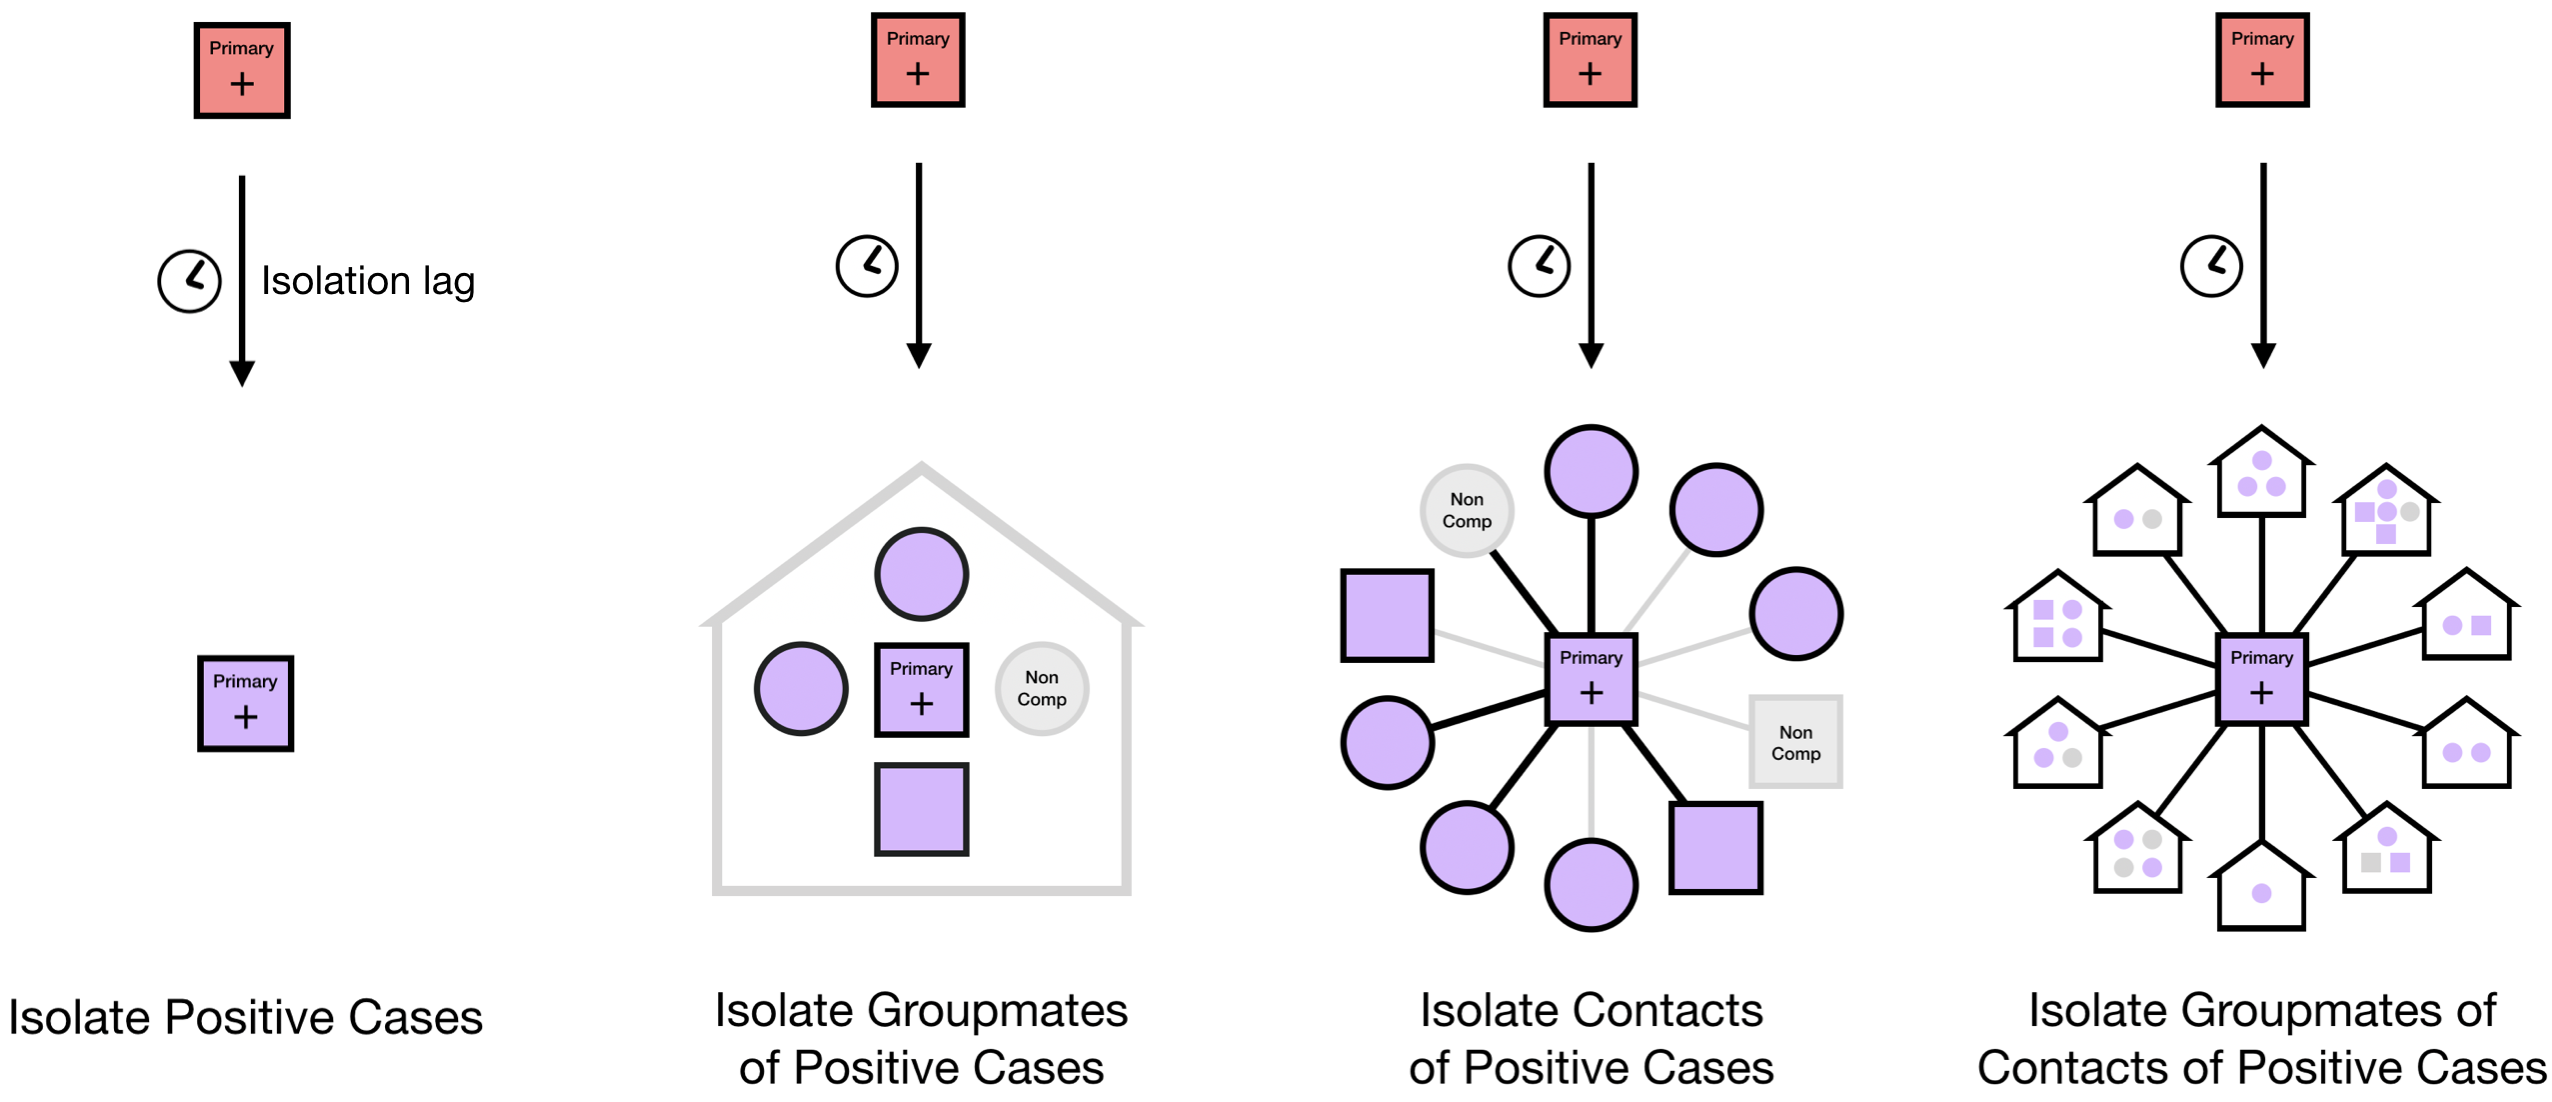 Primary
+
Primary
+
Primary
+
Primary
+
Isolation lag
Primary
+
Primary
+
Non
Comp
Non
Comp
Primary
+
Non
Comp
Primary
+
Isolate Positive Cases
Isolate Groupmates
of Positive Cases
Isolate Contacts
of Positive Cases
Isolate Groupmates of
Contacts of Positive Cases